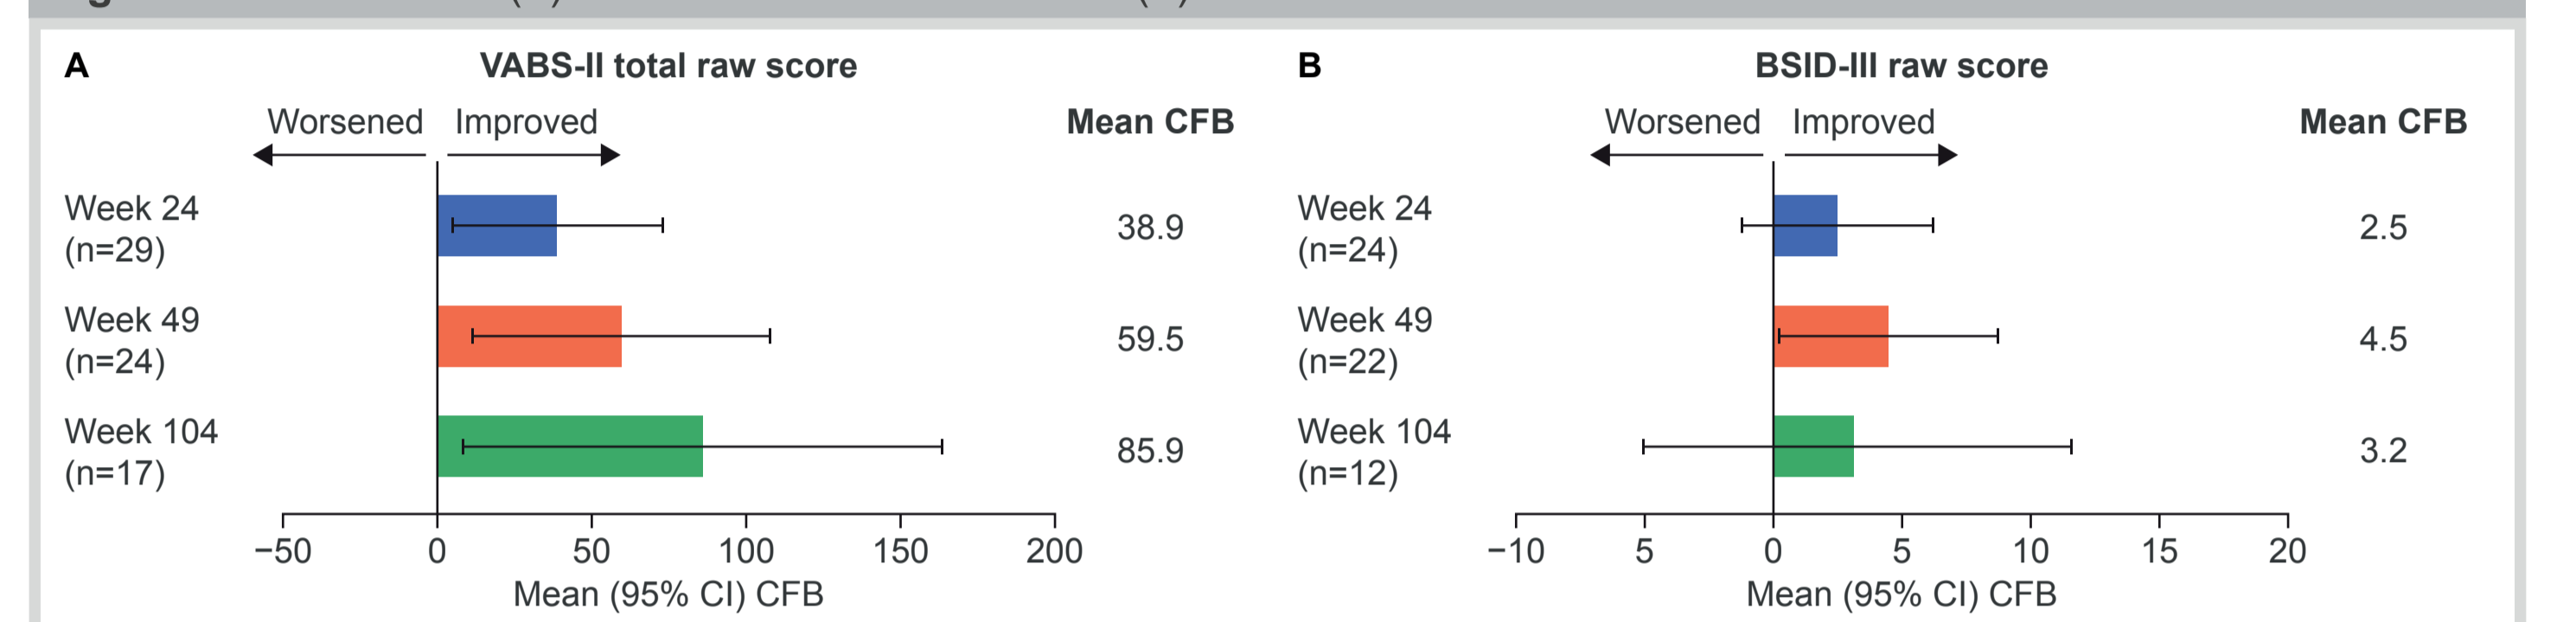 A
VABS-II total raw score
Worsened Improved
Mean CFB
Week 24
(n=29)
38.9
Week 49
(n=24)
59.5
Week 104
(n=17)
85.9
−50 0 50 100 150 200
Mean (95% CI) CFB
B
BSID-III raw score
Worsened Improved
Mean CFB
Week 24
(n=24)
2.5
Week 49
(n=22)
4.5
Week 104
(n=12)
3.2
−10 5 0 5 10 15 20
Mean (95% CI) CFB